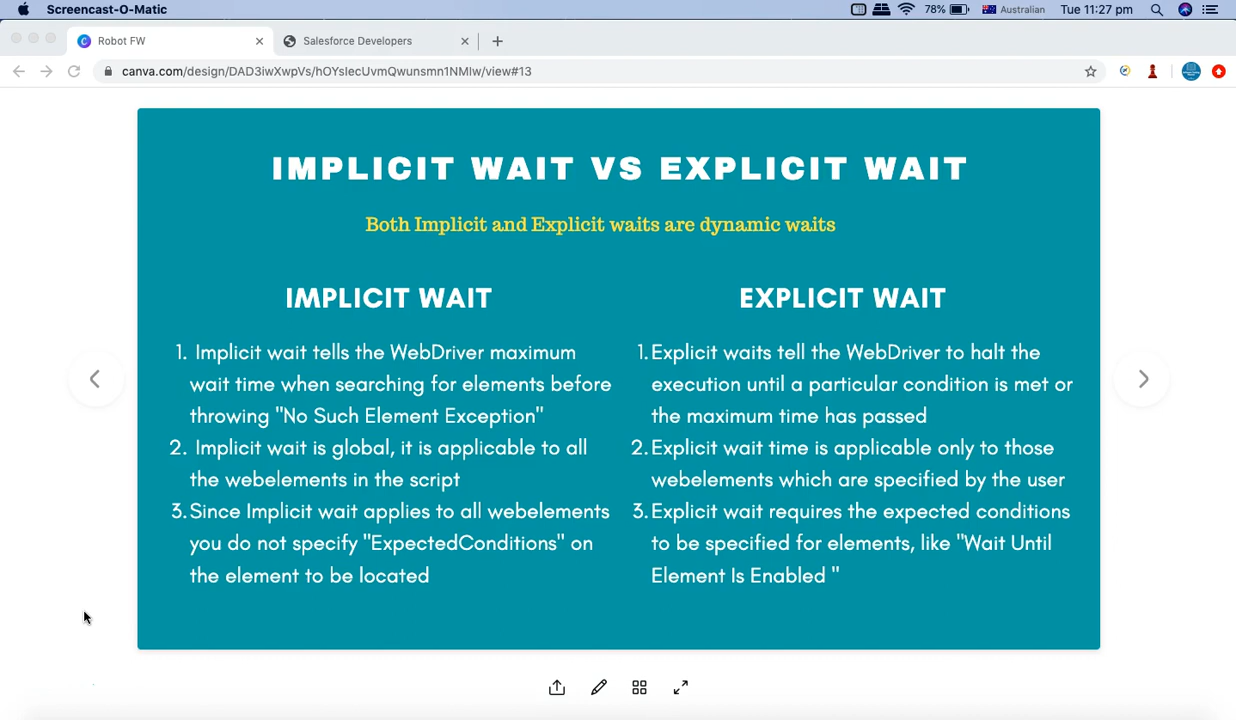 Screencast-O-Matic
78%
Australian
Tue 11:27 pm
Robot FW
Salesforce Developers
canva.com/design/DAD3iwXwpVs/hOYslecUvmQwunsmn1NMlw/view#13
IMPLICIT WAIT VS EXPLICIT WAIT
Both Implicit and Explicit waits are dynamic waits
IMPLICIT WAIT
1. Implicit wait tells the WebDriver maximum
wait time when searching for elements before
throwing "No Such Element Exception"
2. Implicit wait is global, it is applicable to all
the webelements in the script
3. Since Implicit wait applies to all webelements
you do not specify "ExpectedConditions" on
the element to be located
EXPLICIT WAIT
1. Explicit waits tell the WebDriver to halt the
execution until a particular condition is met or
the maximum time has passed
2. Explicit wait time is applicable only to those
webelements which are specified by the user
3. Explicit wait requires the expected conditions
to be specified for elements, like "Wait Until
Element Is Enabled "